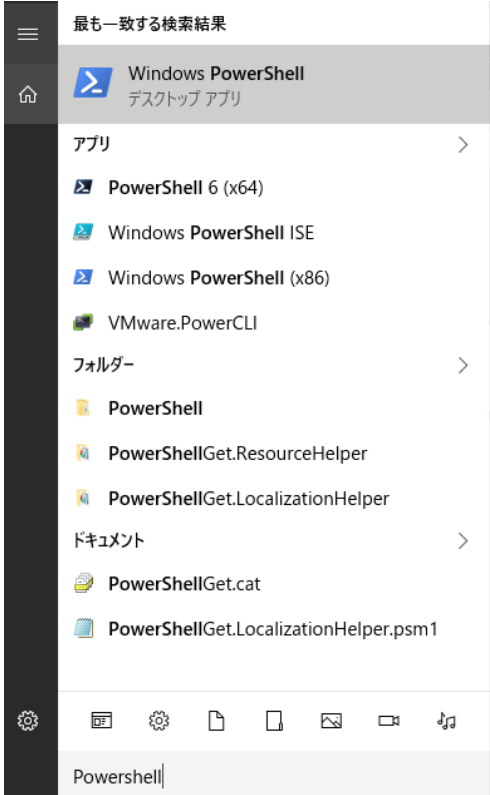 最も一致する検索結果
Windows PowerShell
デスクトップ アプリ
アプリ
PowerShell 6 (x64)
Windows PowerShell ISE
Windows PowerShell (x86)
VMware.PowerCLI
フォルダー
PowerShell
PowerShellGet.ResourceHelper
PowerShellGet.LocalizationHelper
ドキュメント
PowerShellGet.cat
PowerShellGet.LocalizationHelper.psm1
Powershell